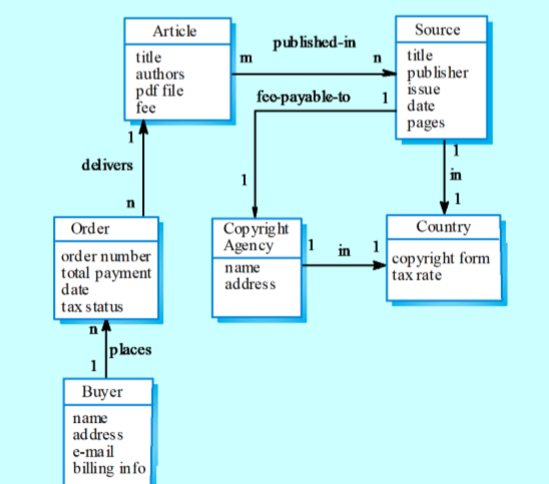 Article
title
authors
pdf file
fee
m
published-in
n
Source
title
publisher
issue
date
pages
fee-payable-to
1
1
1
in
1
1
delivers
n
Order
order number
total payment
date
tax status
Copyright
Agency
name
address
1
in
1
Country
copyright form
tax rate
n
places
1
Buyer
name
address
e-mail
billing info